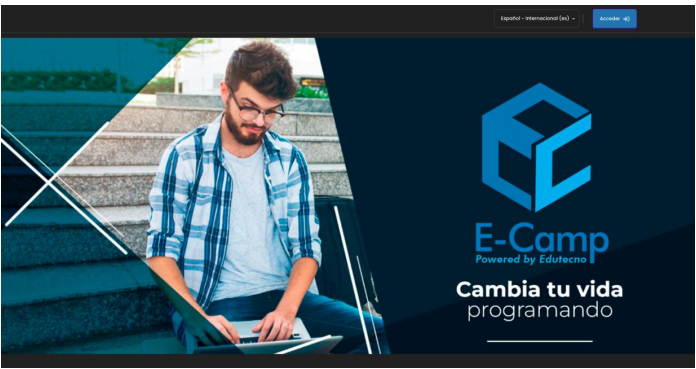 Español - Internacional (es)
Acceder
E-Camp
Powered by Edutecno
Cambia tu vida
programando